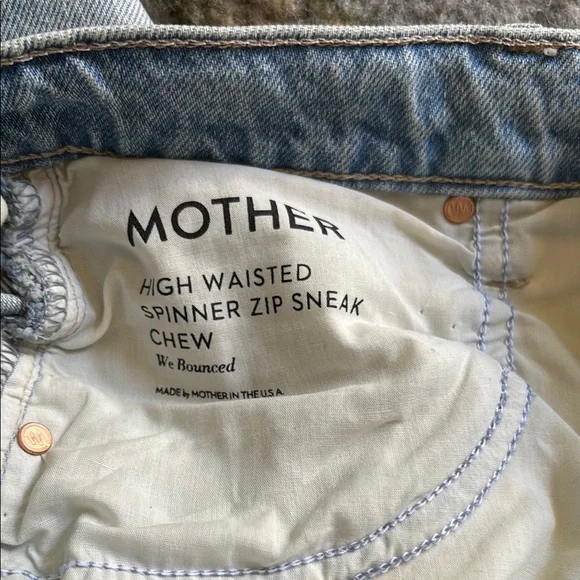 MOTHER
HIGH WAISTED
SPINNER ZIP SNEAK
CHEW
We Bounced
MADE by MOTHER IN THE U.S.A.